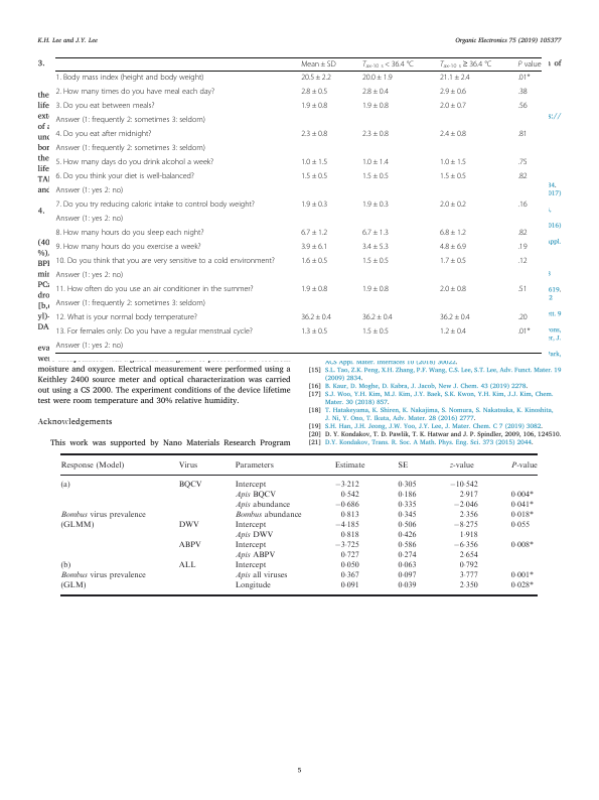 K.H. Lee and J.Y. Lee
Organic Electronics 75 (2019) 105377
3.
s of
Mean ± SD Tax-10 s < 36.4 °C Tax-10 s ≥ 36.4 °C P value
1. Body mass index (height and body weight) 20.5 ± 2.2 20.0 ± 1.9 21.1 ± 2.4 .01*
2. How many times do you have meal each day? 2.8 ± 0.5 2.8 ± 0.4 2.9 ± 0.6 .38
3. Do you eat between meals? 1.9 ± 0.8 1.9 ± 0.8 2.0 ± 0.7 .56
Answer (1: frequently 2: sometimes 3: seldom)
4. Do you eat after midnight? 2.3 ± 0.8 2.3 ± 0.8 2.4 ± 0.8 .81
Answer (1: frequently 2: sometimes 3: seldom)
5. How many days do you drink alcohol a week? 1.0 ± 1.5 1.0 ± 1.4 1.0 ± 1.5 .75
6. Do you think your diet is well-balanced? 1.5 ± 0.5 1.5 ± 0.5 1.5 ± 0.5 .82
Answer (1: yes 2: no)
7. Do you try reducing caloric intake to control body weight? 1.9 ± 0.3 1.9 ± 0.3 2.0 ± 0.2 .16
Answer (1: yes 2: no)
8. How many hours do you sleep each night? 6.7 ± 1.2 6.7 ± 1.3 6.8 ± 1.2 .82
9. How many hours do you exercise a week? 3.9 ± 6.1 3.4 ± 5.3 4.8 ± 6.9 .19
10. Do you think that you are very sensitive to a cold environment? 1.6 ± 0.5 1.5 ± 0.5 1.7 ± 0.5 .12
Answer (1: yes 2: no)
11. How often do you use an air conditioner in the summer? 1.9 ± 0.8 1.9 ± 0.8 2.0 ± 0.8 .51
Answer (1: frequently 2: sometimes 3: seldom)
12. What is your normal body temperature? 36.2 ± 0.4 36.2 ± 0.4 36.2 ± 0.4 .20
13. For females only: Do you have a regular menstrual cycle? 1.3 ± 0.5 1.5 ± 0.5 1.2 ± 0.4 .01*
Answer (1: yes 2: no)
the
life
ext
of a
unc
bor
the
life
TAI
and
4.
(40
%),
BPI
mir
PCz
dro
[b,
yl)-
DA
eva
moisture and oxygen. Electrical measurement were performed using a
Keithley 2400 source meter and optical characterization was carried
out using a CS 2000. The experiment conditions of the device lifetime
test were room temperature and 30% relative humidity.
Acknowledgements
This work was supported by Nano Materials Research Program
ACS Appl. Mater. Interfaces 10 (2018) 30022.
[15] S.L. Tao, Z.K. Peng, X.H. Zhang, P.F. Wang, C.S. Lee, S.T. Lee, Adv. Funct. Mater. 19
(2009) 2834.
[16] B. Kaur, D. Moghe, D. Kabra, J. Jacob, New J. Chem. 43 (2019) 2278.
[17] S.J. Woo, Y.H. Kim, M.J. Kim, J.Y. Baek, S.K. Kwon, Y.H. Kim, J.J. Kim, Chem.
Mater. 30 (2018) 857.
[18] T. Hatakeyama, K. Shiren, K. Nakajima, S. Nomura, S. Nakatsuka, K. Kinoshita,
J. Ni, Y. Ono, T. Ikuta, Adv. Mater. 28 (2016) 2777.
[19] S.H. Han, J.H. Jeong, J.W. Yoo, J.Y. Lee, J. Mater. Chem. C 7 (2019) 3082.
[20] D. Y. Kondakov, T. D. Pawlik, T. K. Hatwar and J. P. Spindler, 2009, 106, 124510.
[21] D.Y. Kondakov, Trans. R. Soc. A Math. Phys. Eng. Sci. 373 (2015) 2044.
Response (Model) Virus Parameters Estimate SE z-value P-value
(a) BQCV Intercept −3·212 0·305 −10·542
Apis BQCV 0·542 0·186 2·917 0·004*
Apis abundance −0·686 0·335 −2·046 0·041*
Bombus virus prevalence Bombus abundance 0·813 0·345 2·356 0·018*
(GLMM) DWV Intercept −4·185 0·506 −8·275 0·055
Apis DWV 0·818 0·426 1·918
ABPV Intercept −3·725 0·586 −6·356 0·008*
Apis ABPV 0·727 0·274 2·654
(b) ALL Intercept 0·050 0·063 0·792
Bombus virus prevalence Apis all viruses 0·367 0·097 3·777 0·001*
(GLM) Longitude 0·091 0·039 2·350 0·028*
5